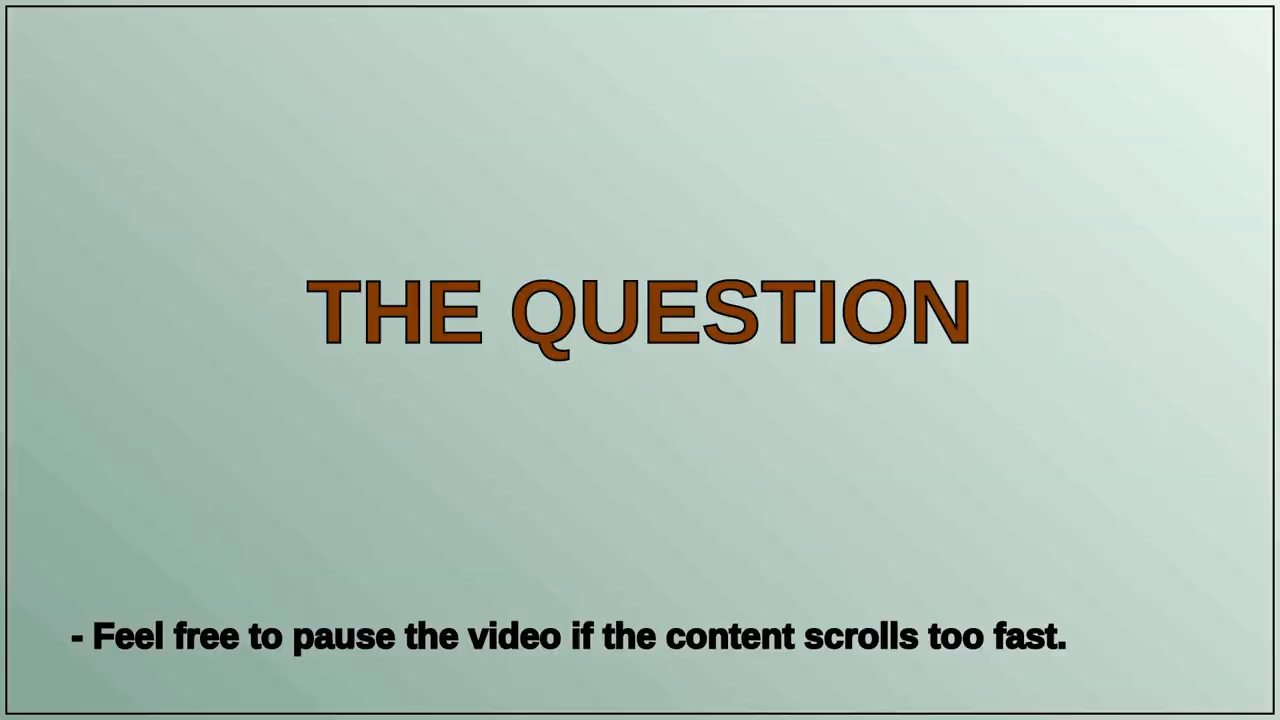 THE QUESTION
- Feel free to pause the video if the content scrolls too fast.